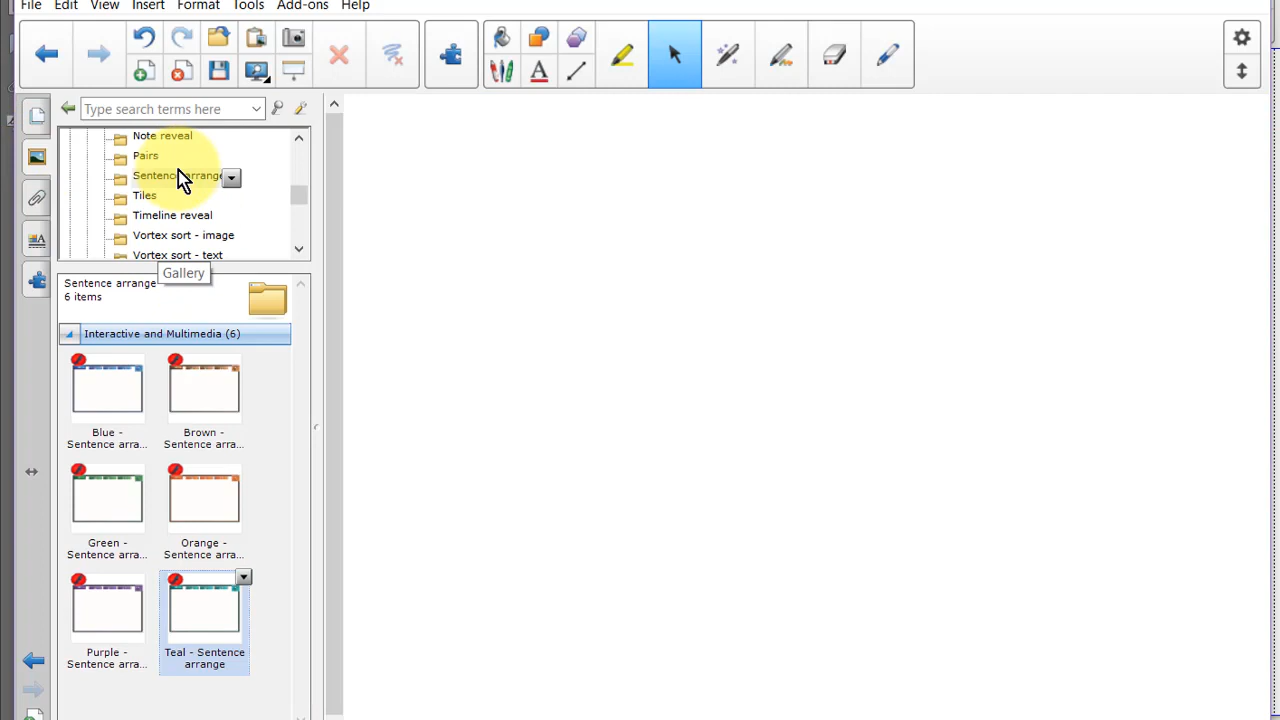 File Edit View Insert Format Tools Add-ons Help
Type search terms here
Note reveal
Pairs
Sentence arrange
Tiles
Timeline reveal
Vortex sort - image
Vortex sort - text
Gallery
Sentence arrange
6 items
Interactive and Multimedia (6)
Blue -
Sentence arra...
Brown -
Sentence arra...
Green -
Sentence arra...
Orange -
Sentence arra...
Purple -
Sentence arra...
Teal - Sentence
arrange